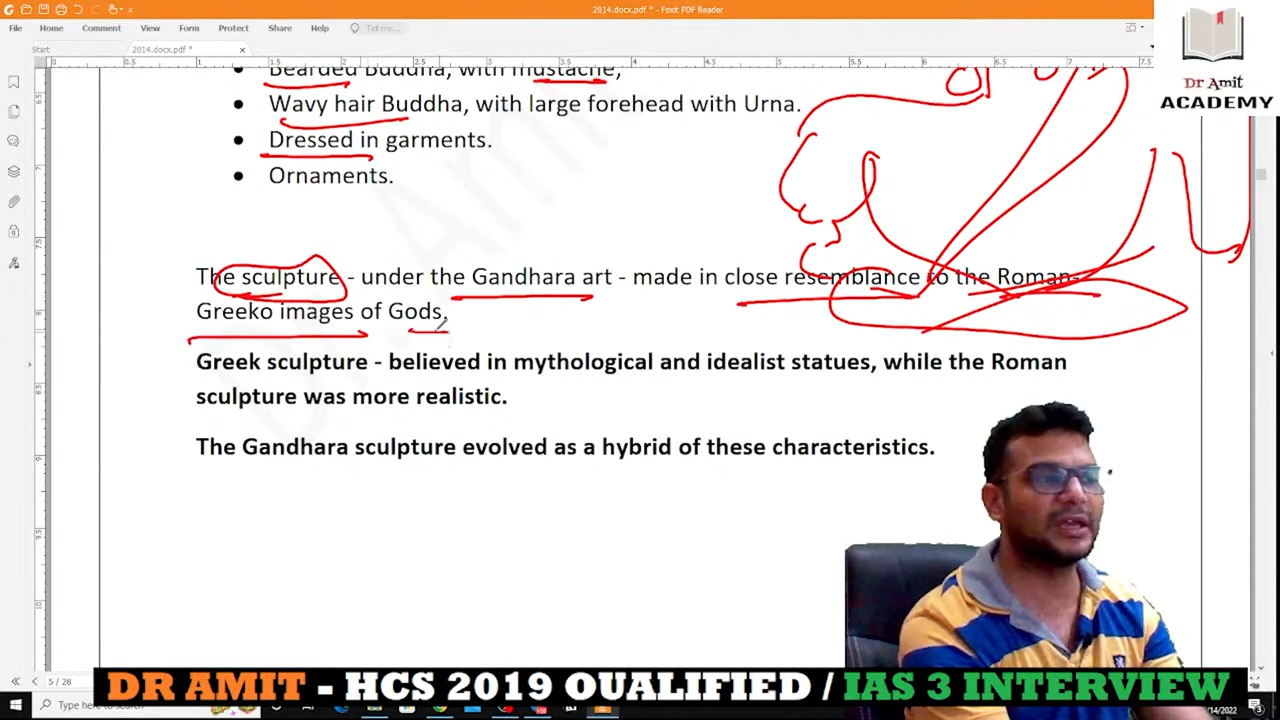 2014.docx.pdf * - Foxit PDF Reader
File Home Comment View Form Protect Share Help Tell me...
Start 2014.docx.pdf *
Dr Amit
ACADEMY
• Bearded Buddha, with mustache,
• Wavy hair Buddha, with large forehead with Urna.
• Dressed in garments.
• Ornaments.
The sculpture - under the Gandhara art - made in close resemblance to the Roman-
Greeko images of Gods.
Greek sculpture - believed in mythological and idealist statues, while the Roman
sculpture was more realistic.
The Gandhara sculpture evolved as a hybrid of these characteristics.
5 / 28
DR AMIT - HCS 2019 QUALIFIED / IAS 3 INTERVIEW
Type here to search